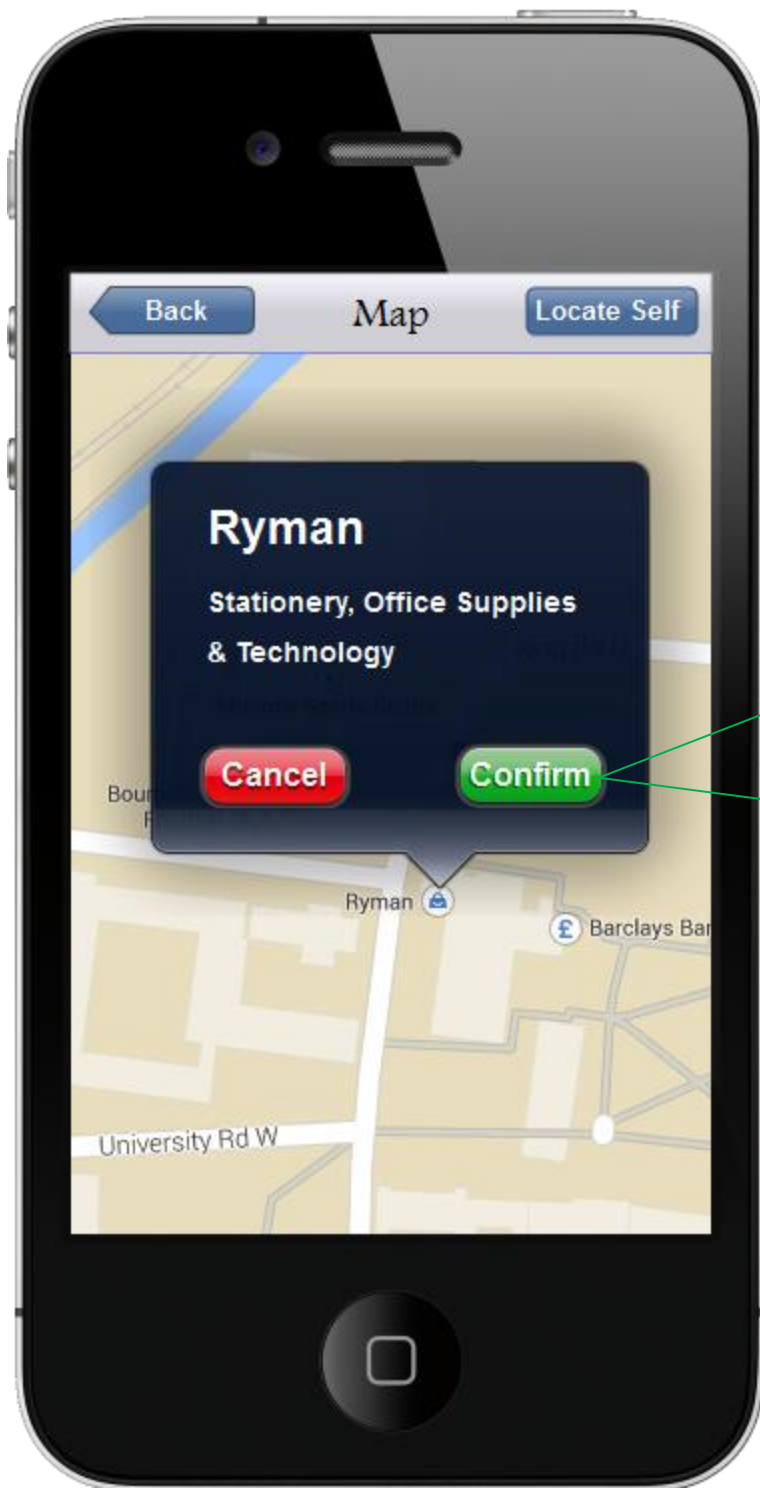 Back
Map
Locate Self
Ryman
Stationery, Office Supplies
& Technology
Cancel
Confirm
Ryman
£
Barclays Bar
University Rd W